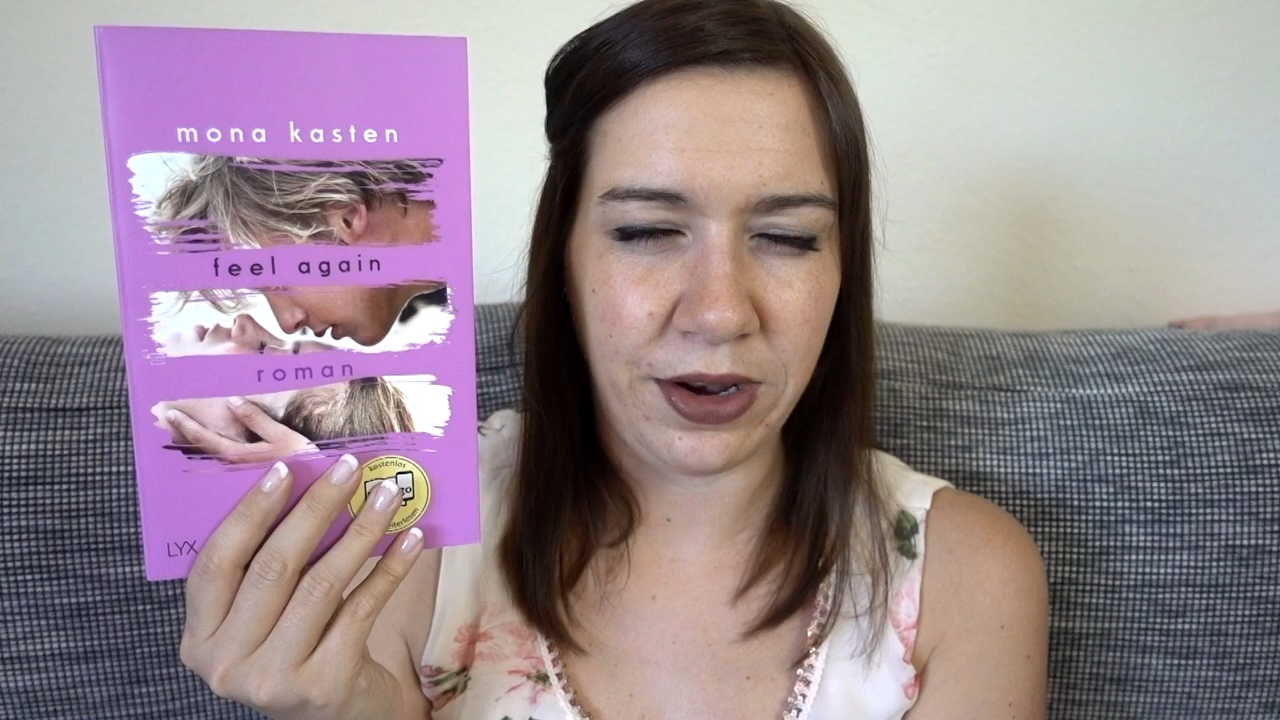 mona kasten
feel again
roman
kostenlos
LYX